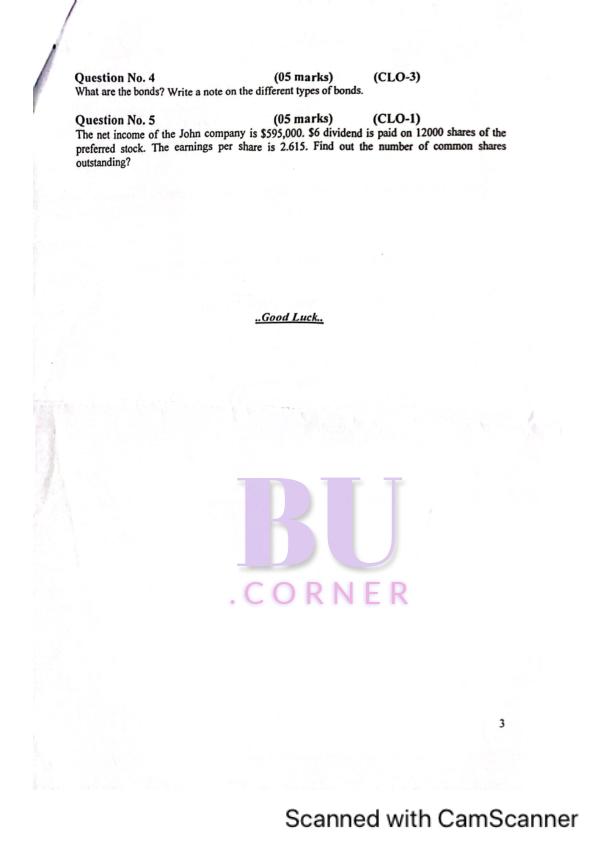 Question No. 4 (05 marks) (CLO-3)
What are the bonds? Write a note on the different types of bonds.
Question No. 5 (05 marks) (CLO-1)
The net income of the John company is $595,000. $6 dividend is paid on 12000 shares of the
preferred stock. The earnings per share is 2.615. Find out the number of common shares
outstanding?
..Good Luck..
BU
.CORNER
3
Scanned with CamScanner